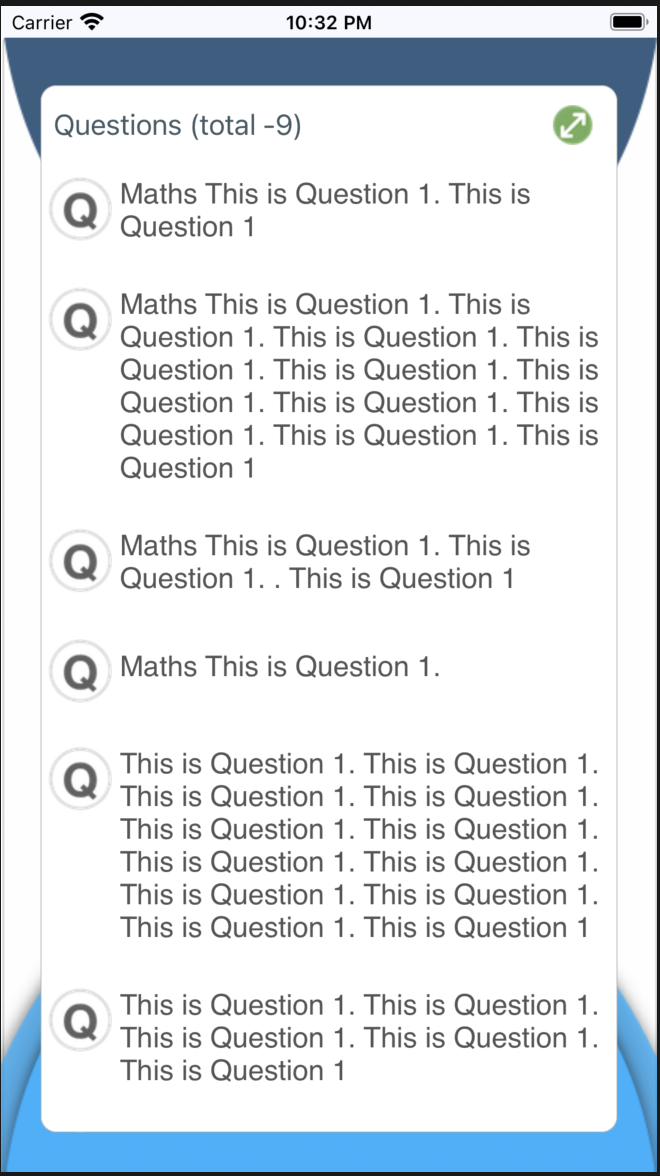 Carrier 10:32 PM
Questions (total -9)
Q Maths This is Question 1. This is
Question 1
Q Maths This is Question 1. This is
Question 1. This is Question 1. This is
Question 1. This is Question 1. This is
Question 1. This is Question 1. This is
Question 1. This is Question 1. This is
Question 1
Q Maths This is Question 1. This is
Question 1. . This is Question 1
Q Maths This is Question 1.
Q This is Question 1. This is Question 1.
This is Question 1. This is Question 1.
This is Question 1. This is Question 1.
This is Question 1. This is Question 1.
This is Question 1. This is Question 1.
This is Question 1. This is Question 1
Q This is Question 1. This is Question 1.
This is Question 1. This is Question 1.
This is Question 1